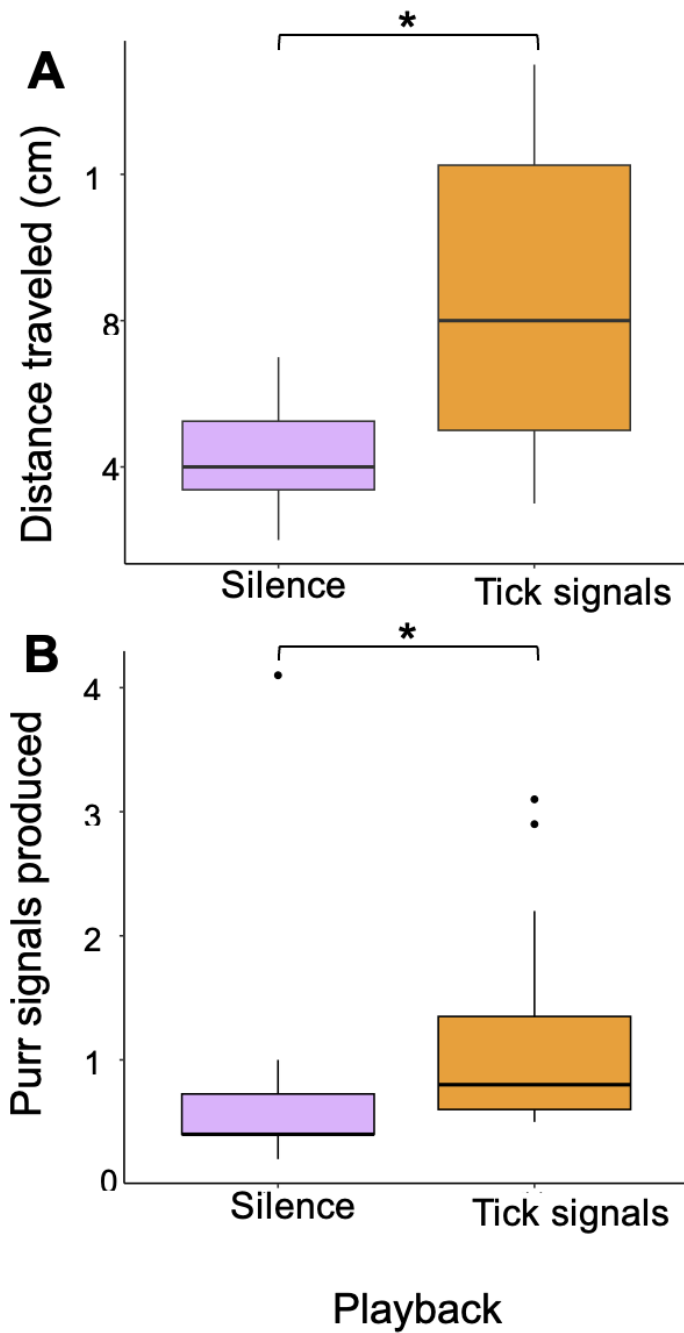 A
*
Distance traveled (cm)
1
8
4
Silence
Tick signals
B
*
Purr signals produced
4
3
2
1
0
Silence
Tick signals
Playback